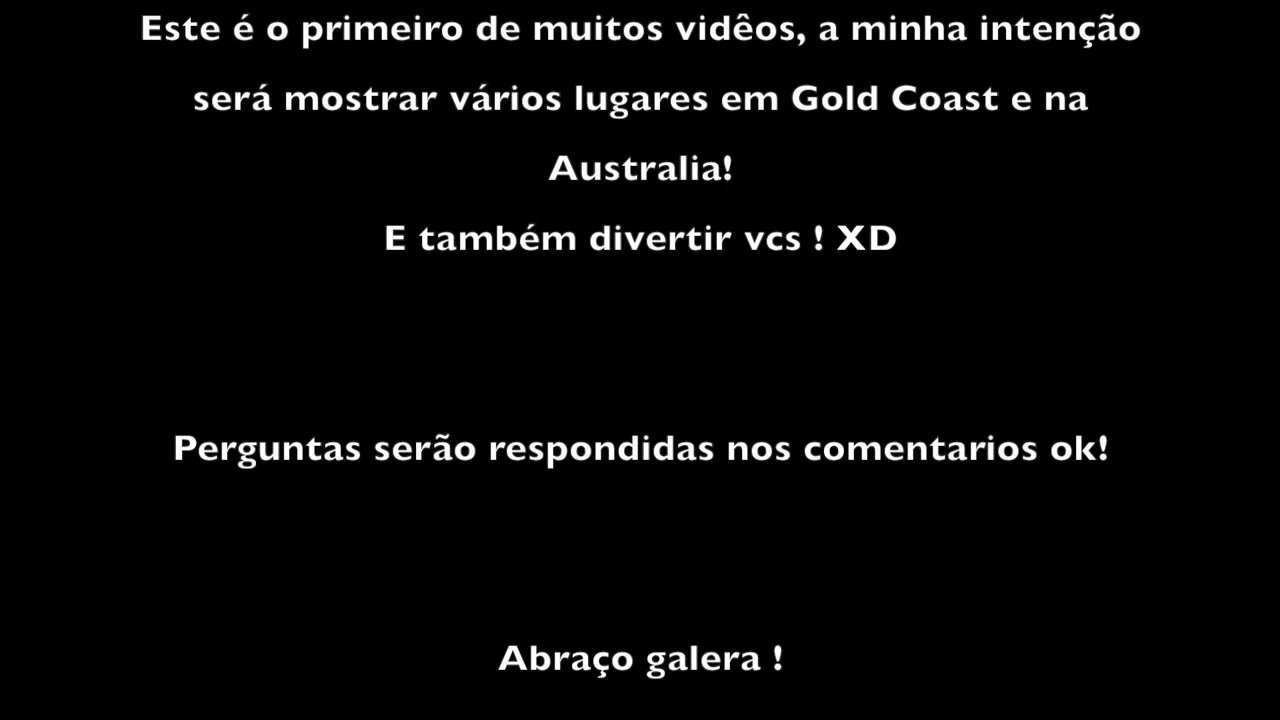 Este é o primeiro de muitos vidêos, a minha intenção
será mostrar vários lugares em Gold Coast e na
Australia!
E também divertir vcs ! XD
Perguntas serão respondidas nos comentarios ok!
Abraço galera !